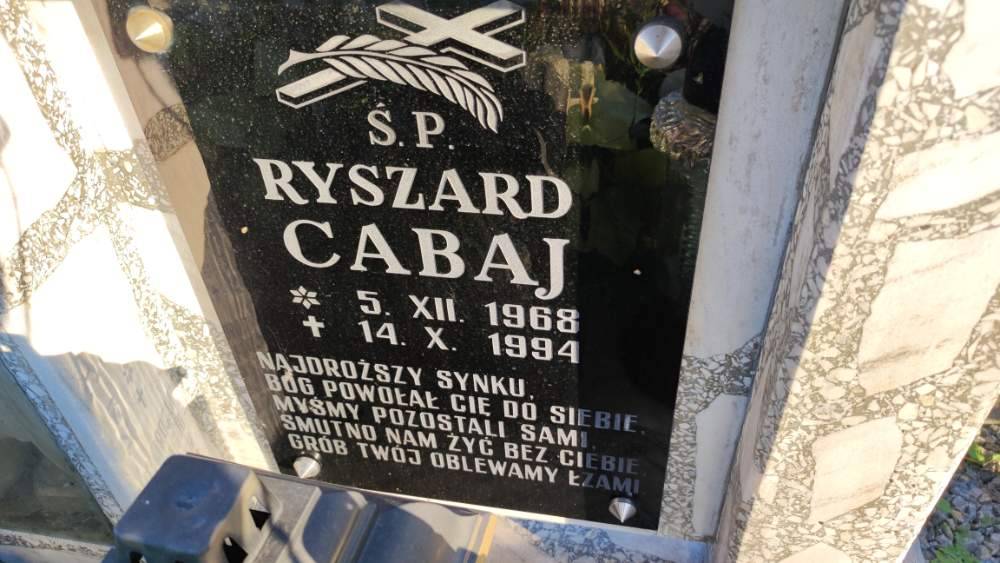 Ś.P.
RYSZARD
CABAJ
* 5. XII. 1968
+ 14. X. 1994
NAJDROŻSZY SYNKU,
BÓG POWOŁAŁ CIĘ DO SIEBIE,
MYŚMY POZOSTALI SAMI.
SMUTNO NAM ŻYĆ BEZ CIEBIE
GRÓB TWÓJ OBLEWAMY ŁZAMI